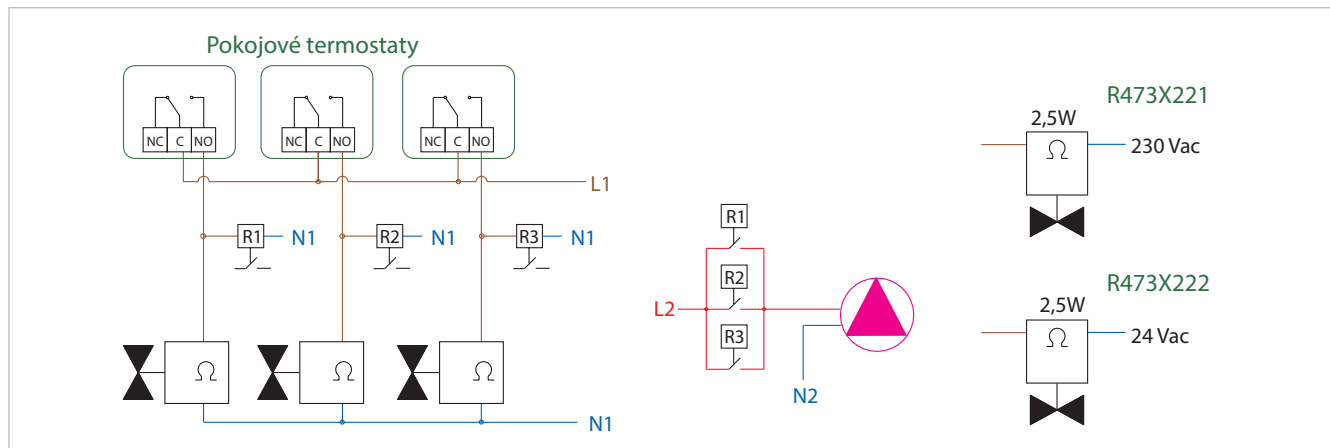 Pokojové termostaty
NC C NO NC C NO NC C NO
L1
R1 N1 R2 N1 R3 N1
Ω Ω Ω
N1
R1
R2
L2
R3
N2
R473X221
2,5W
Ω 230 Vac
R473X222
2,5W
Ω 24 Vac